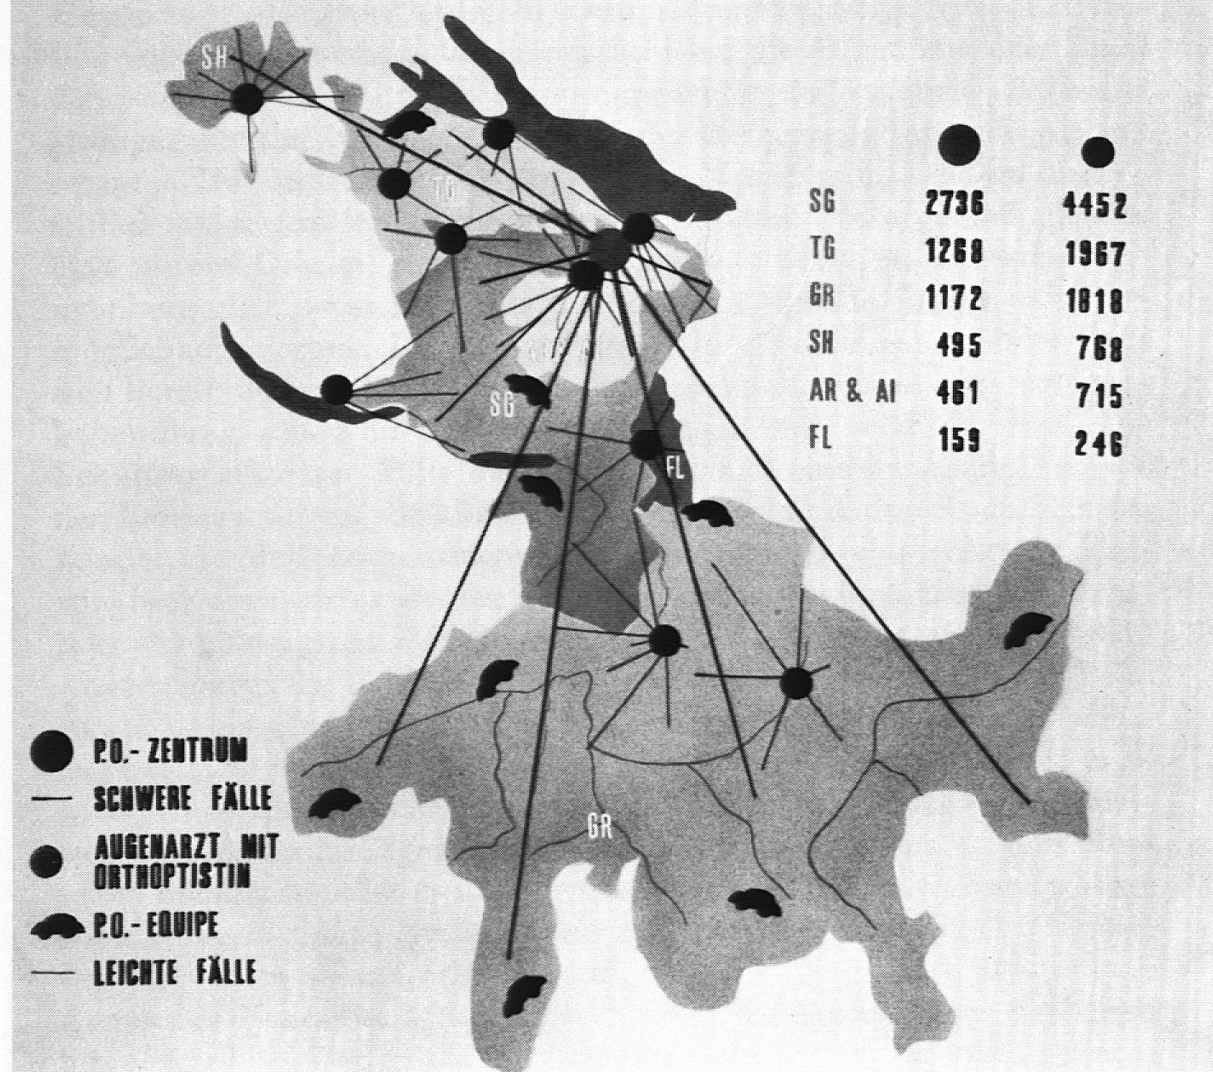 SH
TG
SG
FL
GR
SG 2736 4452
TG 1268 1967
GR 1172 1818
SH 495 768
AR & AI 461 715
FL 159 246
P.O.- ZENTRUM
SCHWERE FÄLLE
AUGENARZT MIT
ORTHOPTISTIN
P.O.- EQUIPE
LEICHTE FÄLLE